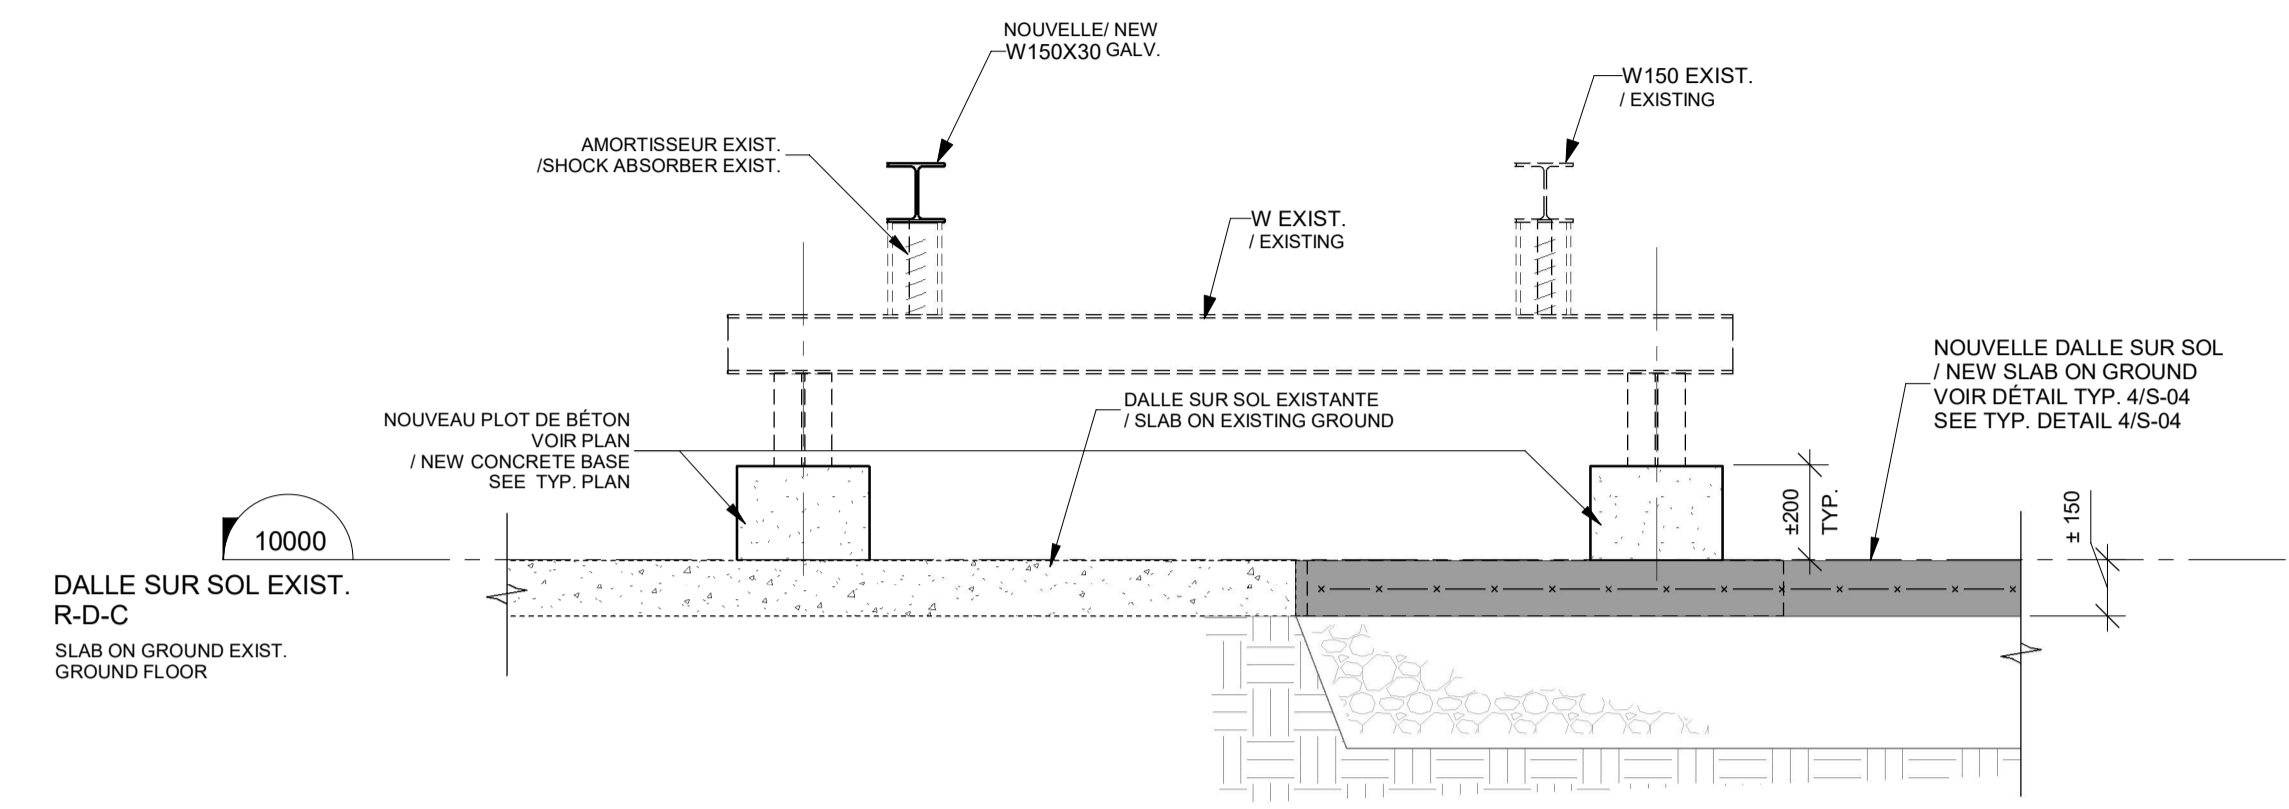 NOUVELLE/ NEW
W150X30 GALV.
W150 EXIST.
/ EXISTING
AMORTISSEUR EXIST.
/SHOCK ABSORBER EXIST.
W EXIST.
/ EXISTING
NOUVELLE DALLE SUR SOL
/ NEW SLAB ON GROUND
VOIR DÉTAIL TYP. 4/S-04
SEE TYP. DETAIL 4/S-04
DALLE SUR SOL EXISTANTE
/ SLAB ON EXISTING GROUND
NOUVEAU PLOT DE BÉTON
VOIR PLAN
/ NEW CONCRETE BASE
SEE TYP. PLAN
±200
TYP.
± 150
10000
DALLE SUR SOL EXIST.
R-D-C
SLAB ON GROUND EXIST.
GROUND FLOOR